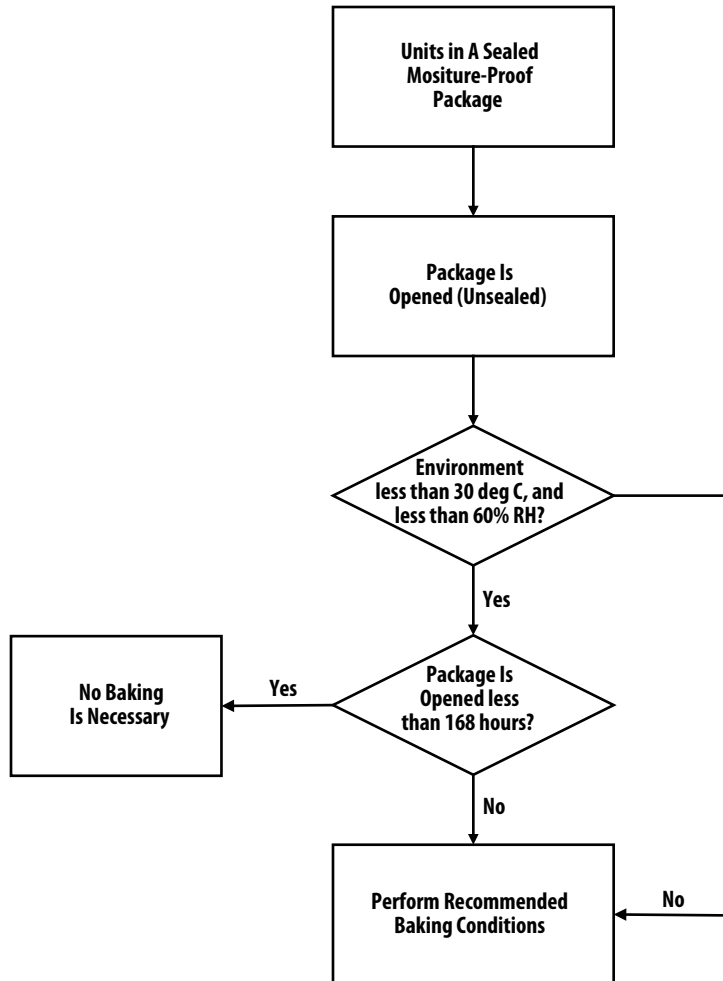 Units in A Sealed
Mositure-Proof
Package
Package Is
Opened (Unsealed)
Environment
less than 30 deg C, and
less than 60% RH?
Yes
No Baking
Is Necessary
Yes
Package Is
Opened less
than 168 hours?
No
Perform Recommended
Baking Conditions
No